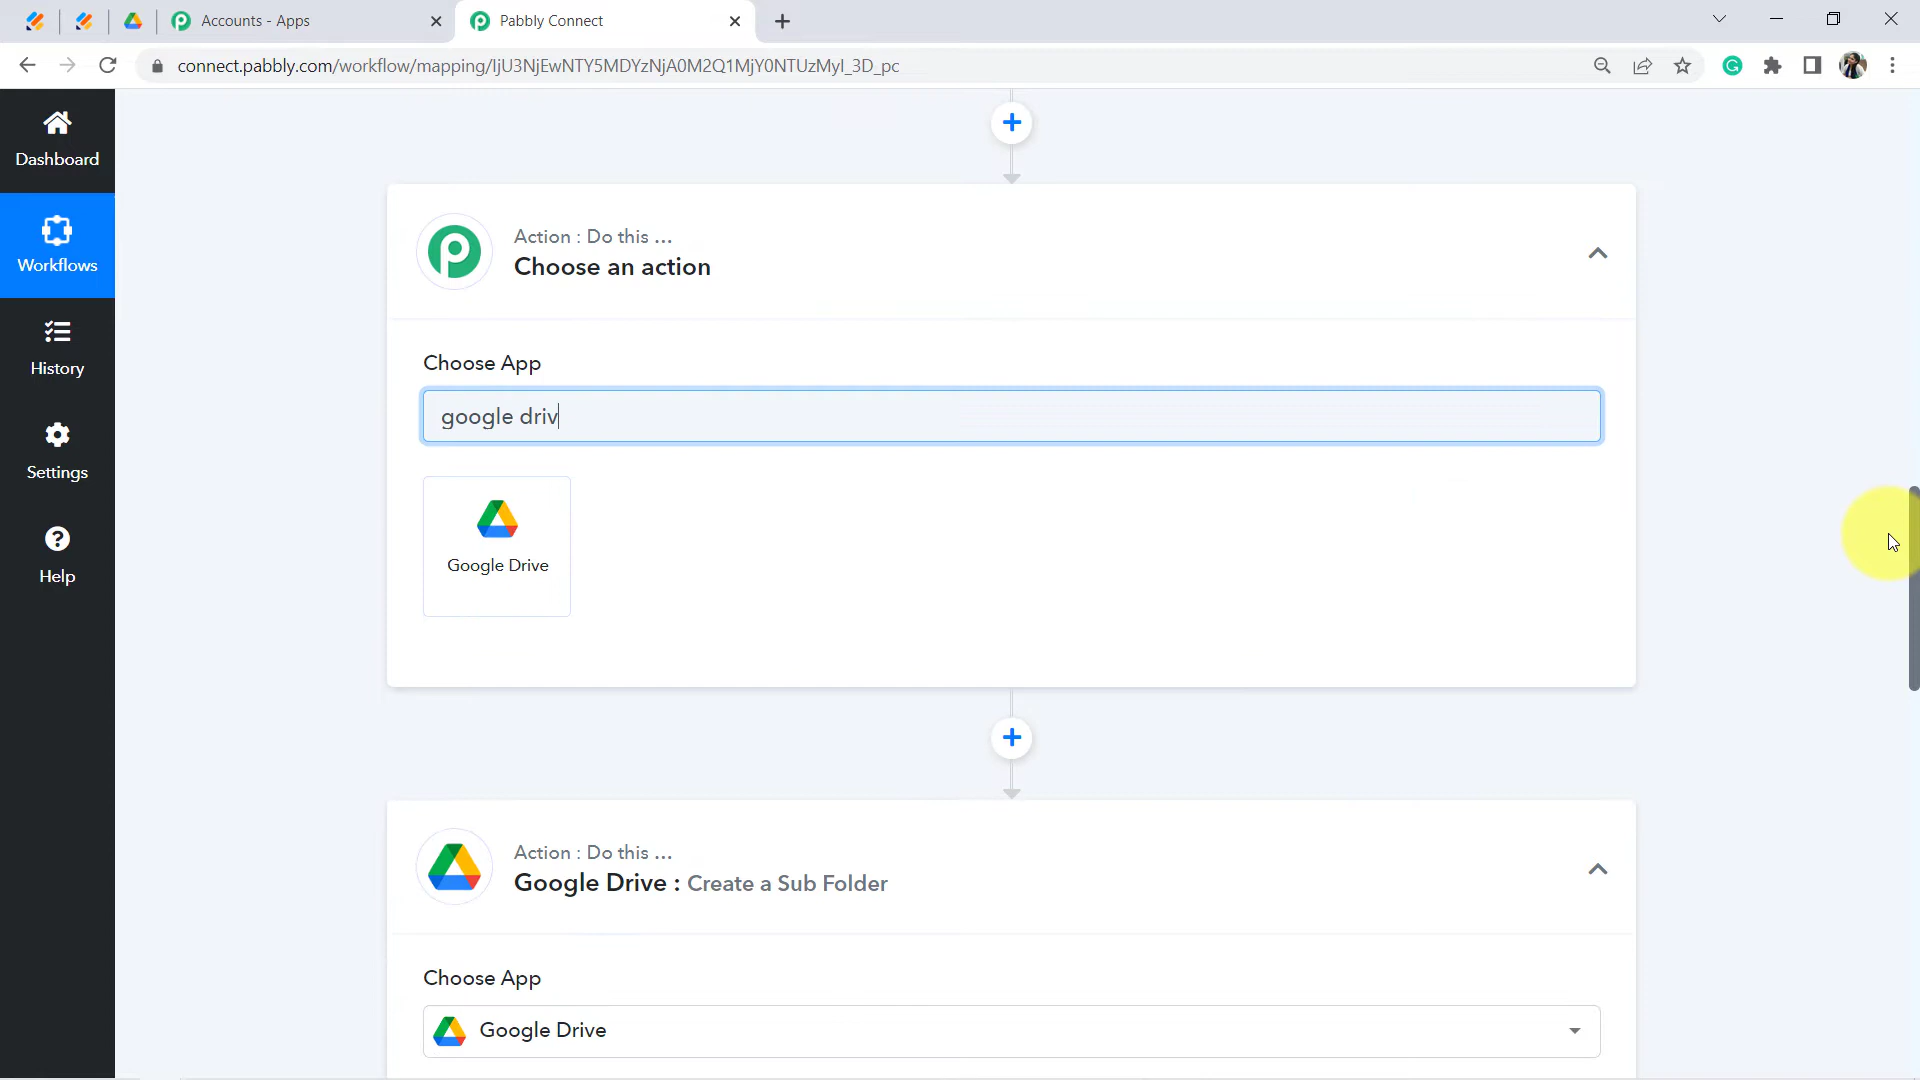 Accounts - Apps
Pabbly Connect
connect.pabbly.com/workflow/mapping/IjU3NjEwNTY5MDYzNjA0M2Q1MjY0NTUzMyI_3D_pc
Dashboard
Workflows
History
Settings
Help
Action : Do this ...
Choose an action
Choose App
google driv
Google Drive
Action : Do this ...
Google Drive : Create a Sub Folder
Choose App
Google Drive